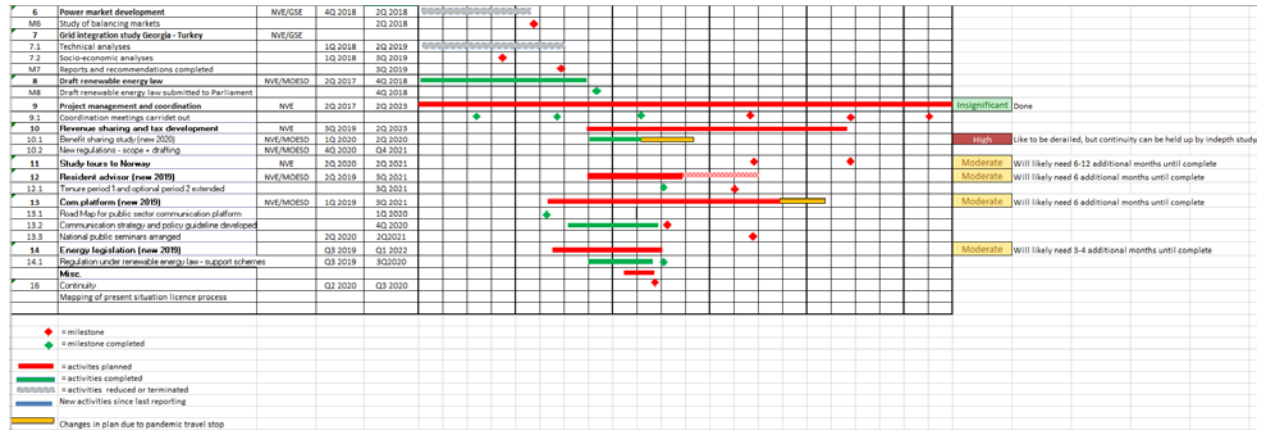 6 Power market development NVE/GSE 4Q 2018 2Q 2018
M6 Study of balancing markets 2Q 2018
7 Grid integration study Georgia - Turkey NVE/GSE
7.1 Technical analyses 1Q 2018 2Q 2019
7.2 Socio-economic analyses 1Q 2018 3Q 2019
M7 Reports and recommendations completed 3Q 2019
8 Draft renewable energy law NVE/MOESD 2Q 2017 4Q 2018
M8 Draft renewable energy law submitted to Parliament 4Q 2018
9 Project management and coordination NVE 2Q 2017 2Q 2023 Insignificant Done
9.1 Coordination meetings carridet out
10 Revenue sharing and tax development NVE 3Q 2019 2Q 2023
10.1 Benefit sharing study (new 2020) NVE/MOESD 1Q 2020 1Q 2020 High Like to be derailed, but continuity can be held up by indepth study
10.2 New regulations - scope + drafting NVE/MOESD 4Q 2020 Q4 2021
11 Study tours to Norway NVE 2Q 2020 2Q 2021 Moderate Will likely need 6-12 additional months until complete
12 Resident advisor (new 2019) NVE/MOESD 2Q 2019 3Q 2021 Moderate Will likely need 6 additional months until complete
12.1 Tenure period 1 and optional period 2 extended 3Q 2021
13 Com.platform (new 2019) NVE/MOESD 1Q 2019 3Q 2021 Moderate Will likely need 6 additional months until complete
13.1 Road Map for public sector communication platform 1Q 2020
13.2 Communication strategy and policy guideline developed 4Q 2020
13.3 National public seminars arranged 2Q 2020 2Q2021
14 Energy legislation (new 2019) Q3 2019 Q1 2022 Moderate Will likely need 3-4 additional months until complete
14.1 Regulation under renewable energy law - support schemes Q3 2019 3Q2020
Misc.
16 Continuity Q2 2020 Q3 2020
Mapping of present situation licence process
= milestone
= milestone completed
= activites planned
= activities completed
= activities reduced or terminated
New activities since last reporting
Changes in plan due to pandemic travel stop